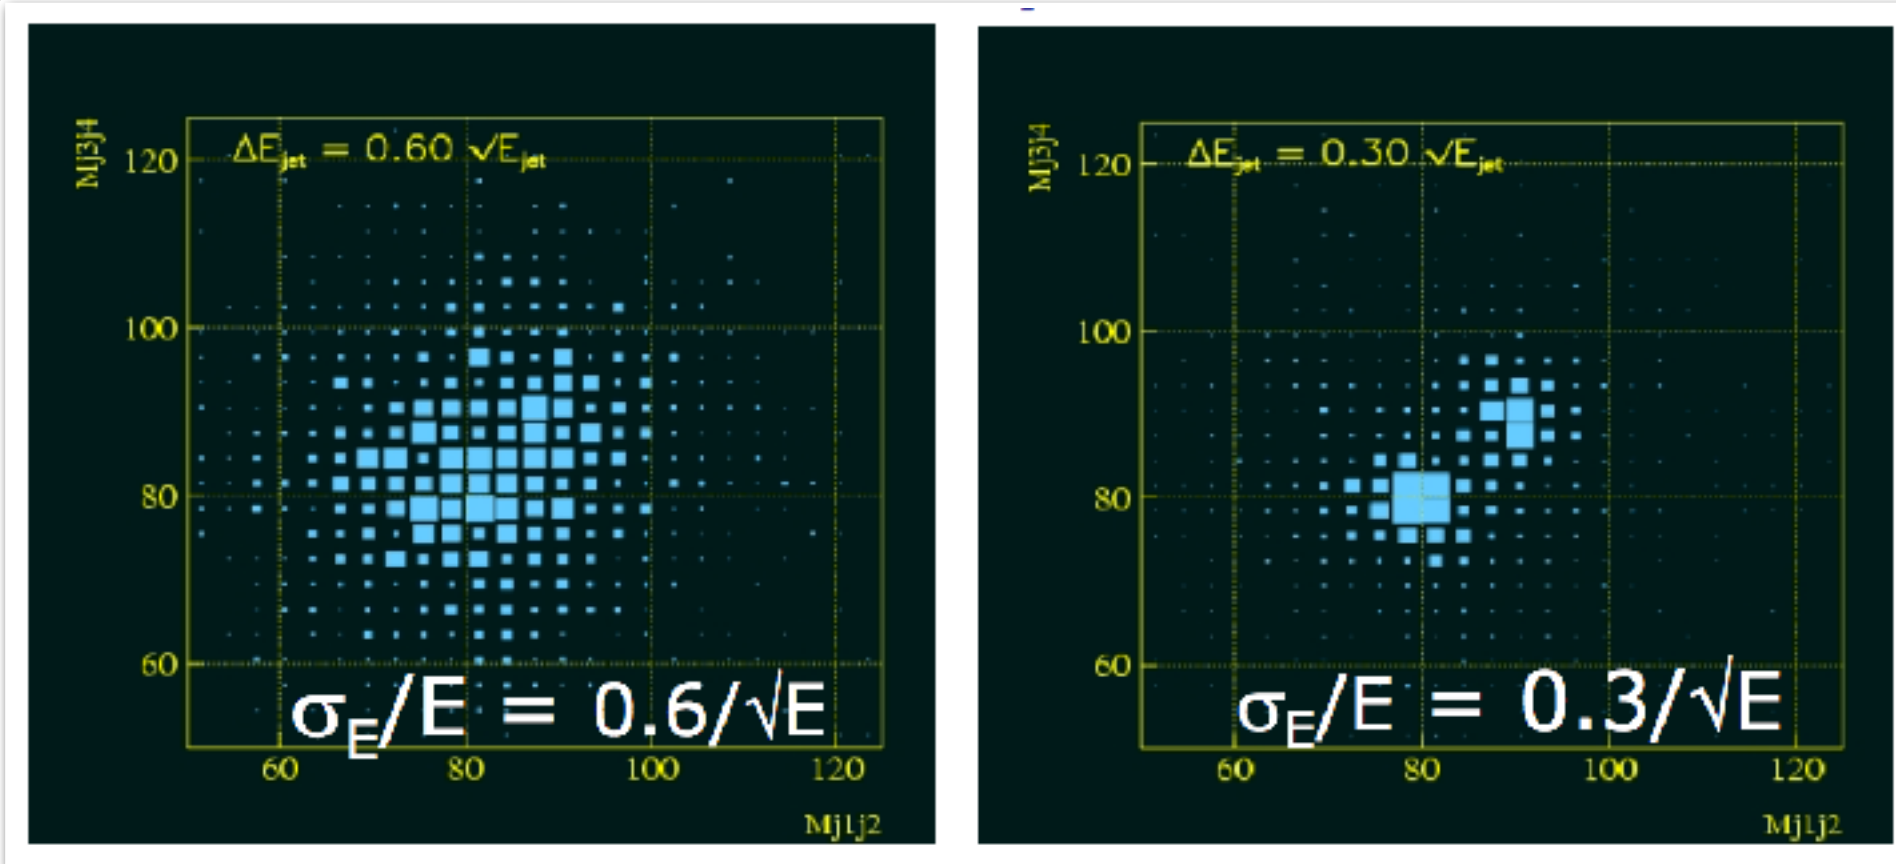 ΔE_jet = 0.60 √E_jet
Mj3j4
120
100
80
60
σ_E/E = 0.6/√E
60 80 100 120
Mj1j2
ΔE_jet = 0.30 √E_jet
Mj3j4
120
100
80
60
σ_E/E = 0.3/√E
60 80 100 120
Mj1j2